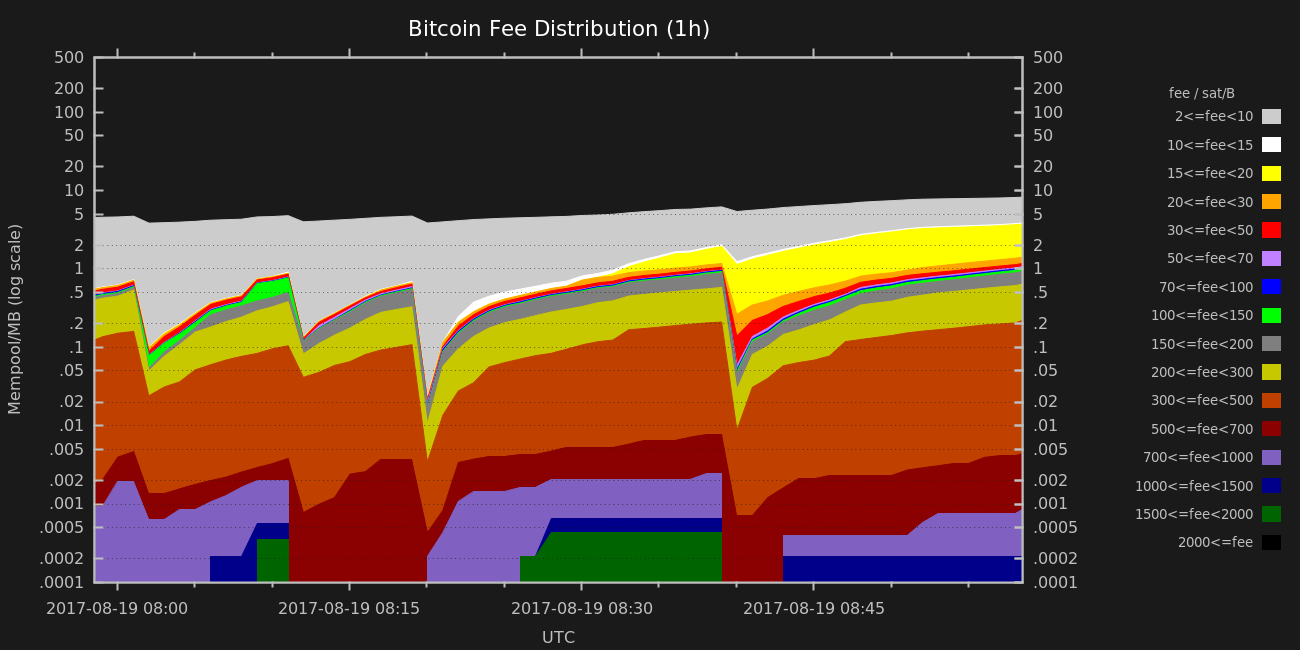 Bitcoin Fee Distribution (1h)
500
200
100
50
20
10
5
2
1
.5
.2
.1
.05
.02
.01
.005
.002
.001
.0005
.0002
.0001
Mempool/MB (log scale)
500
200
100
50
20
10
5
2
1
.5
.2
.1
.05
.02
.01
.005
.002
.001
.0005
.0002
.0001
2017-08-19 08:00
2017-08-19 08:15
2017-08-19 08:30
2017-08-19 08:45
UTC
fee / sat/B
2<=fee<10
10<=fee<15
15<=fee<20
20<=fee<30
30<=fee<50
50<=fee<70
70<=fee<100
100<=fee<150
150<=fee<200
200<=fee<300
300<=fee<500
500<=fee<700
700<=fee<1000
1000<=fee<1500
1500<=fee<2000
2000<=fee